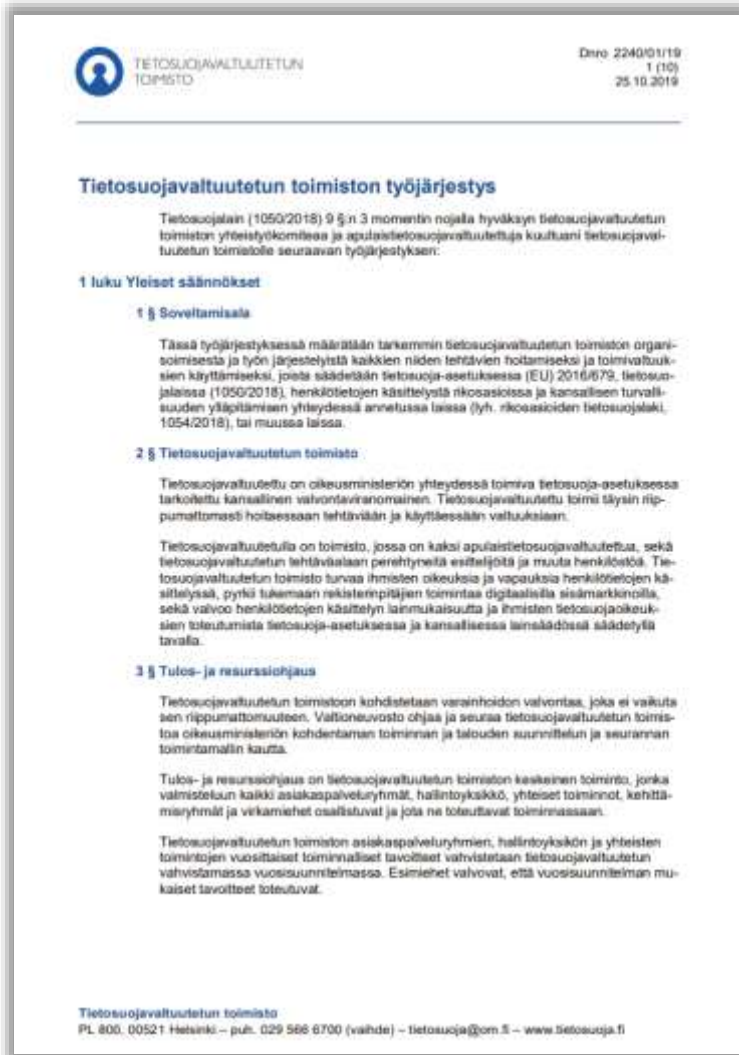 TIETOSUOJAVALTUUTETUN
TOIMISTO
Dnro 2240/01/19
1 (10)
25.10.2019
Tietosuojavaltuutetun toimiston työjärjestys
Tietosuojalain (1050/2018) 9 §:n 3 momentin nojalla hyväksyn tietosuojavaltuutetun
toimiston yhteistyökomiteaa ja apulaistietosuojavaltuutettuja kuultuani tietosuojaval-
tuutetun toimistolle seuraavan työjärjestyksen:
1 luku Yleiset säännökset
1 § Soveltamisala
Tässä työjärjestyksessä määrätään tarkemmin tietosuojavaltuutetun toimiston organi-
soimisesta ja työn järjestelyistä kaikkien niiden tehtävien hoitamiseksi ja toimivaltuuk-
sien käyttämiseksi, joista säädetään tietosuoja-asetuksessa (EU) 2016/679, tietosuo-
jalaissa (1050/2018), henkilötietojen käsittelystä rikosasioissa ja kansallisen turvalli-
suuden ylläpitämisen yhteydessä annetussa laissa (lyh. rikosasioiden tietosuojalaki,
1054/2018), tai muussa laissa.
2 § Tietosuojavaltuutetun toimisto
Tietosuojavaltuutettu on oikeusministeriön yhteydessä toimiva tietosuoja-asetuksessa
tarkoitettu kansallinen valvontaviranomainen. Tietosuojavaltuutettu toimii täysin riip-
pumattomasti hoitaessaan tehtäviään ja käyttäessään valtuuksiaan.
Tietosuojavaltuutetulla on toimisto, jossa on kaksi apulaistietosuojavaltuutettua, sekä
tietosuojavaltuutetun tehtäväalaan perehtyneitä esittelijöitä ja muuta henkilöstöä. Tie-
tosuojavaltuutetun toimisto turvaa ihmisten oikeuksia ja vapauksia henkilötietojen kä-
sittelyssä, pyrkii tukemaan rekisterinpitäjien toimintaa digitaalisilla sisämarkkinoilla,
sekä valvoo henkilötietojen käsittelyn lainmukaisuutta ja ihmisten tietosuojaoikeuk-
sien toteutumista tietosuoja-asetuksessa ja kansallisessa lainsäädössä säädetyllä
tavalla.
3 § Tulos- ja resurssiohjaus
Tietosuojavaltuutetun toimistoon kohdistetaan varainhoidon valvontaa, joka ei vaikuta
sen riippumattomuuteen. Valtioneuvosto ohjaa ja seuraa tietosuojavaltuutetun toimis-
toa oikeusministeriön kohdentaman toiminnan ja talouden suunnittelun ja seurannan
toimintamallin kautta.
Tulos- ja resurssiohjaus on tietosuojavaltuutetun toimiston keskeinen toiminto, jonka
valmisteluun kaikki asiakaspalveluryhmät, hallintoyksikkö, yhteiset toiminnot, kehittä-
misryhmät ja virkamiehet osallistuvat ja jota ne toteuttavat toiminnassaan.
Tietosuojavaltuutetun toimiston asiakaspalveluryhmien, hallintoyksikön ja yhteisten
toimintojen vuosittaiset toiminnalliset tavoitteet vahvistetaan tietosuojavaltuutetun
vahvistamassa vuosisuunnitelmassa. Esimiehet valvovat, että vuosisuunnitelman mu-
kaiset tavoitteet toteutuvat.
Tietosuojavaltuutetun toimisto
PL 800, 00521 Helsinki – puh. 029 566 6700 (vaihde) – tietosuoja@om.fi – www.tietosuoja.fi